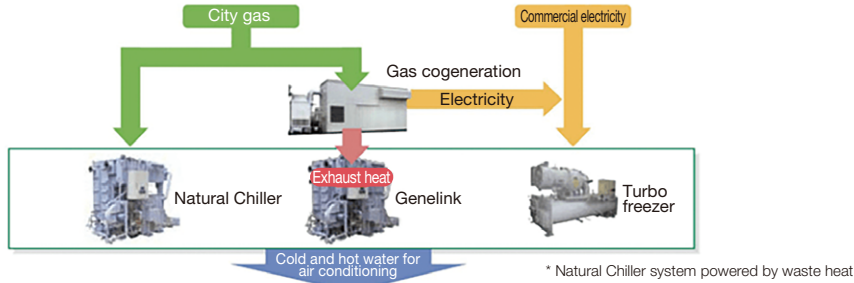 City gas
Commercial electricity
Gas cogeneration
Electricity
Exhaust heat
Natural Chiller
Genelink
Turbo
freezer
Cold and hot water for
air conditioning
* Natural Chiller system powered by waste heat